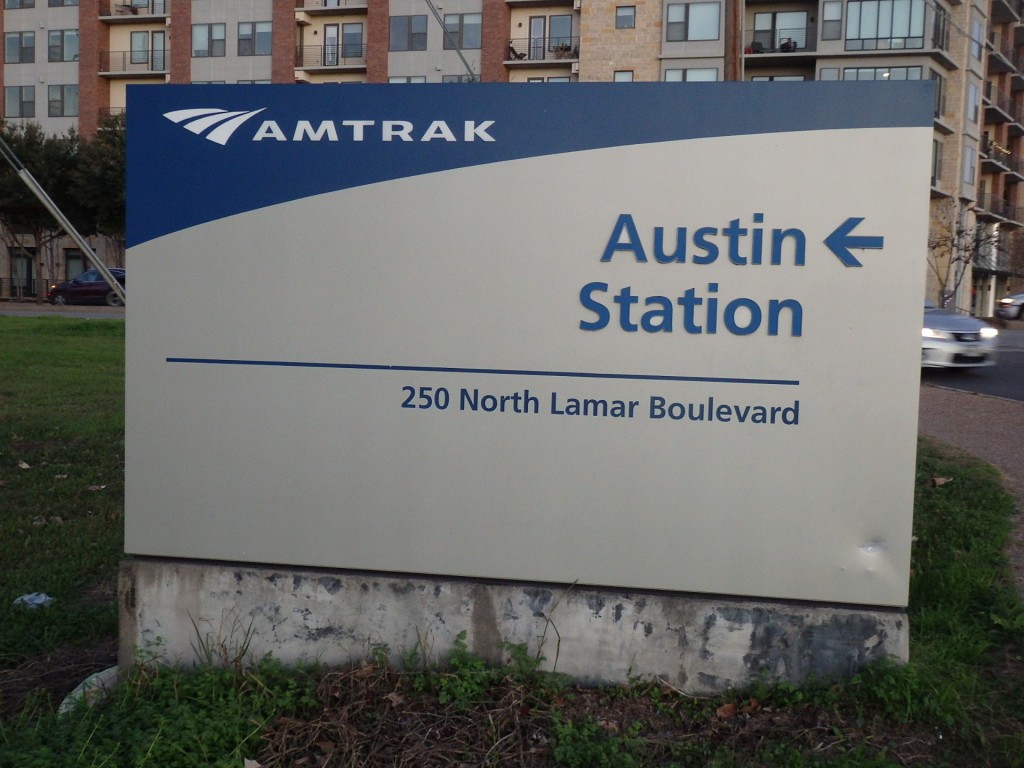 AMTRAK
Austin ←
Station
250 North Lamar Boulevard